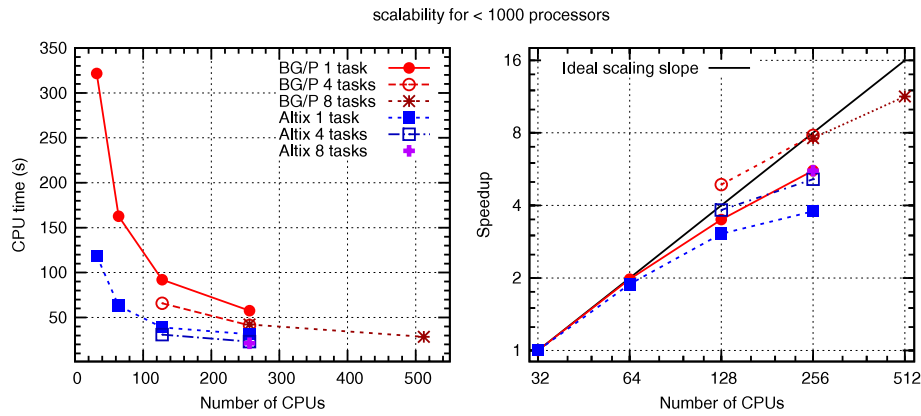 scalability for < 1000 processors
350
300
250
200
150
100
50
0
100
200
300
400
500
CPU time (s)
Number of CPUs
BG/P 1 task
BG/P 4 tasks
BG/P 8 tasks
Altix 1 task
Altix 4 tasks
Altix 8 tasks
16
8
4
2
1
32
64
128
256
512
Speedup
Number of CPUs
Ideal scaling slope